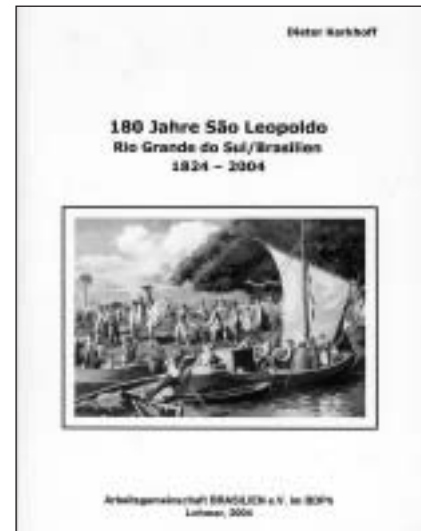 Dieter Kerkhoff
180 Jahre São Leopoldo
Rio Grande do Sul/Brasilien
1824 – 2004
Arbeitsgemeinschaft BRASILIEN e.V. im BDPh
Lohmar, 2004